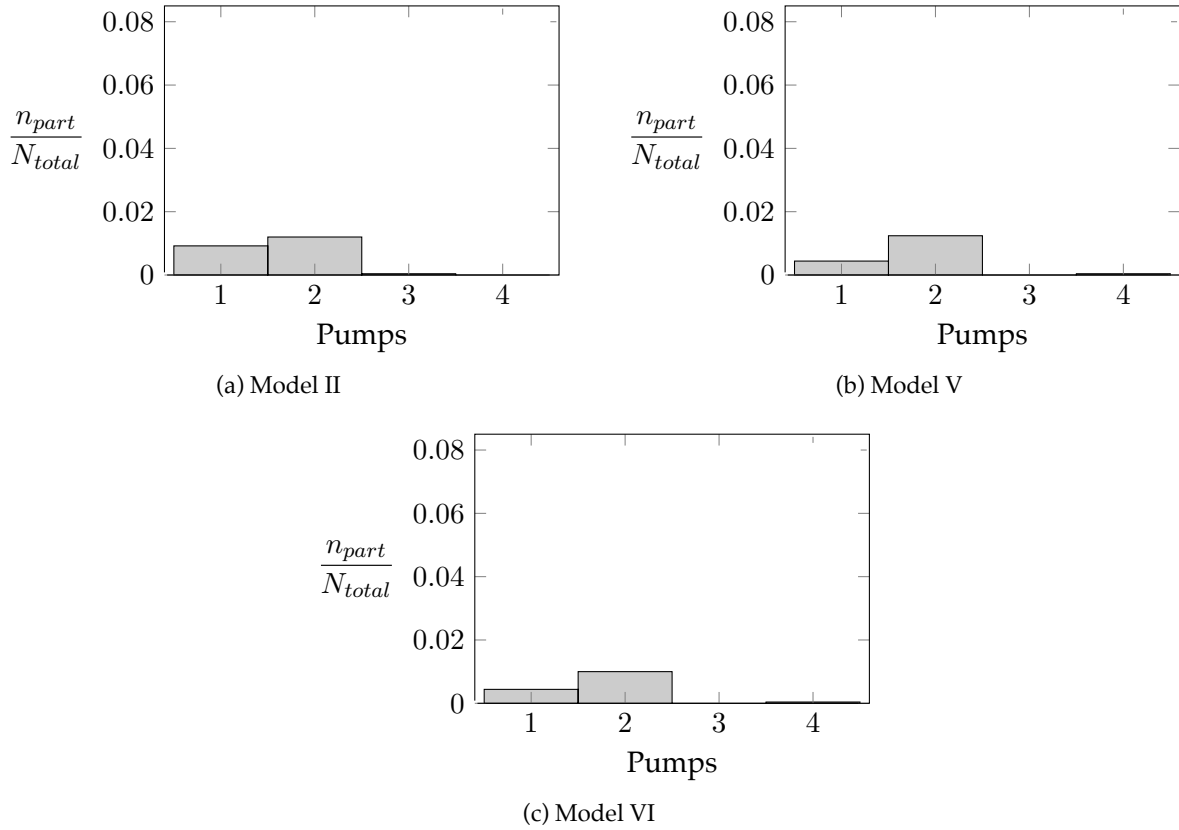 0.08
0.06
0.04
0.02
0
n_part
N_total
1 2 3 4
Pumps
(a) Model II
0.08
0.06
0.04
0.02
0
n_part
N_total
1 2 3 4
Pumps
(b) Model V
0.08
0.06
0.04
0.02
0
n_part
N_total
1 2 3 4
Pumps
(c) Model VI